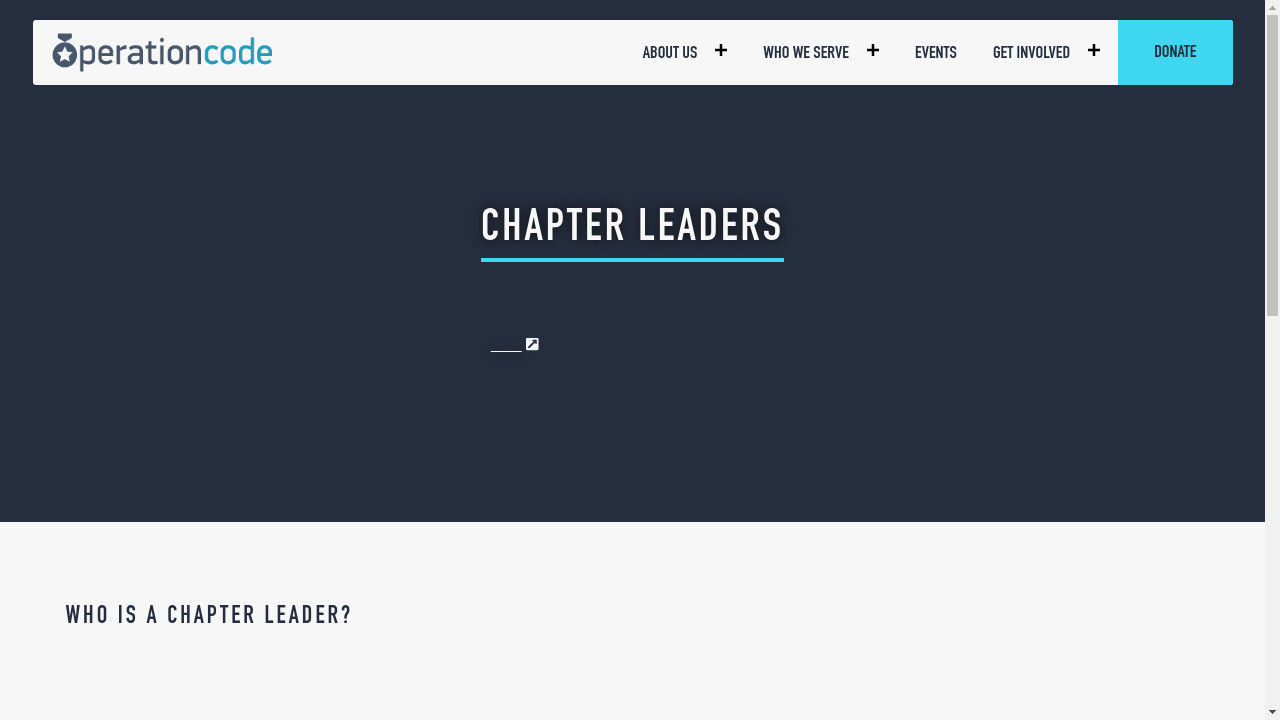 operationcode
ABOUT US
WHO WE SERVE
EVENTS
GET INVOLVED
DONATE
CHAPTER LEADERS
WHO IS A CHAPTER LEADER?